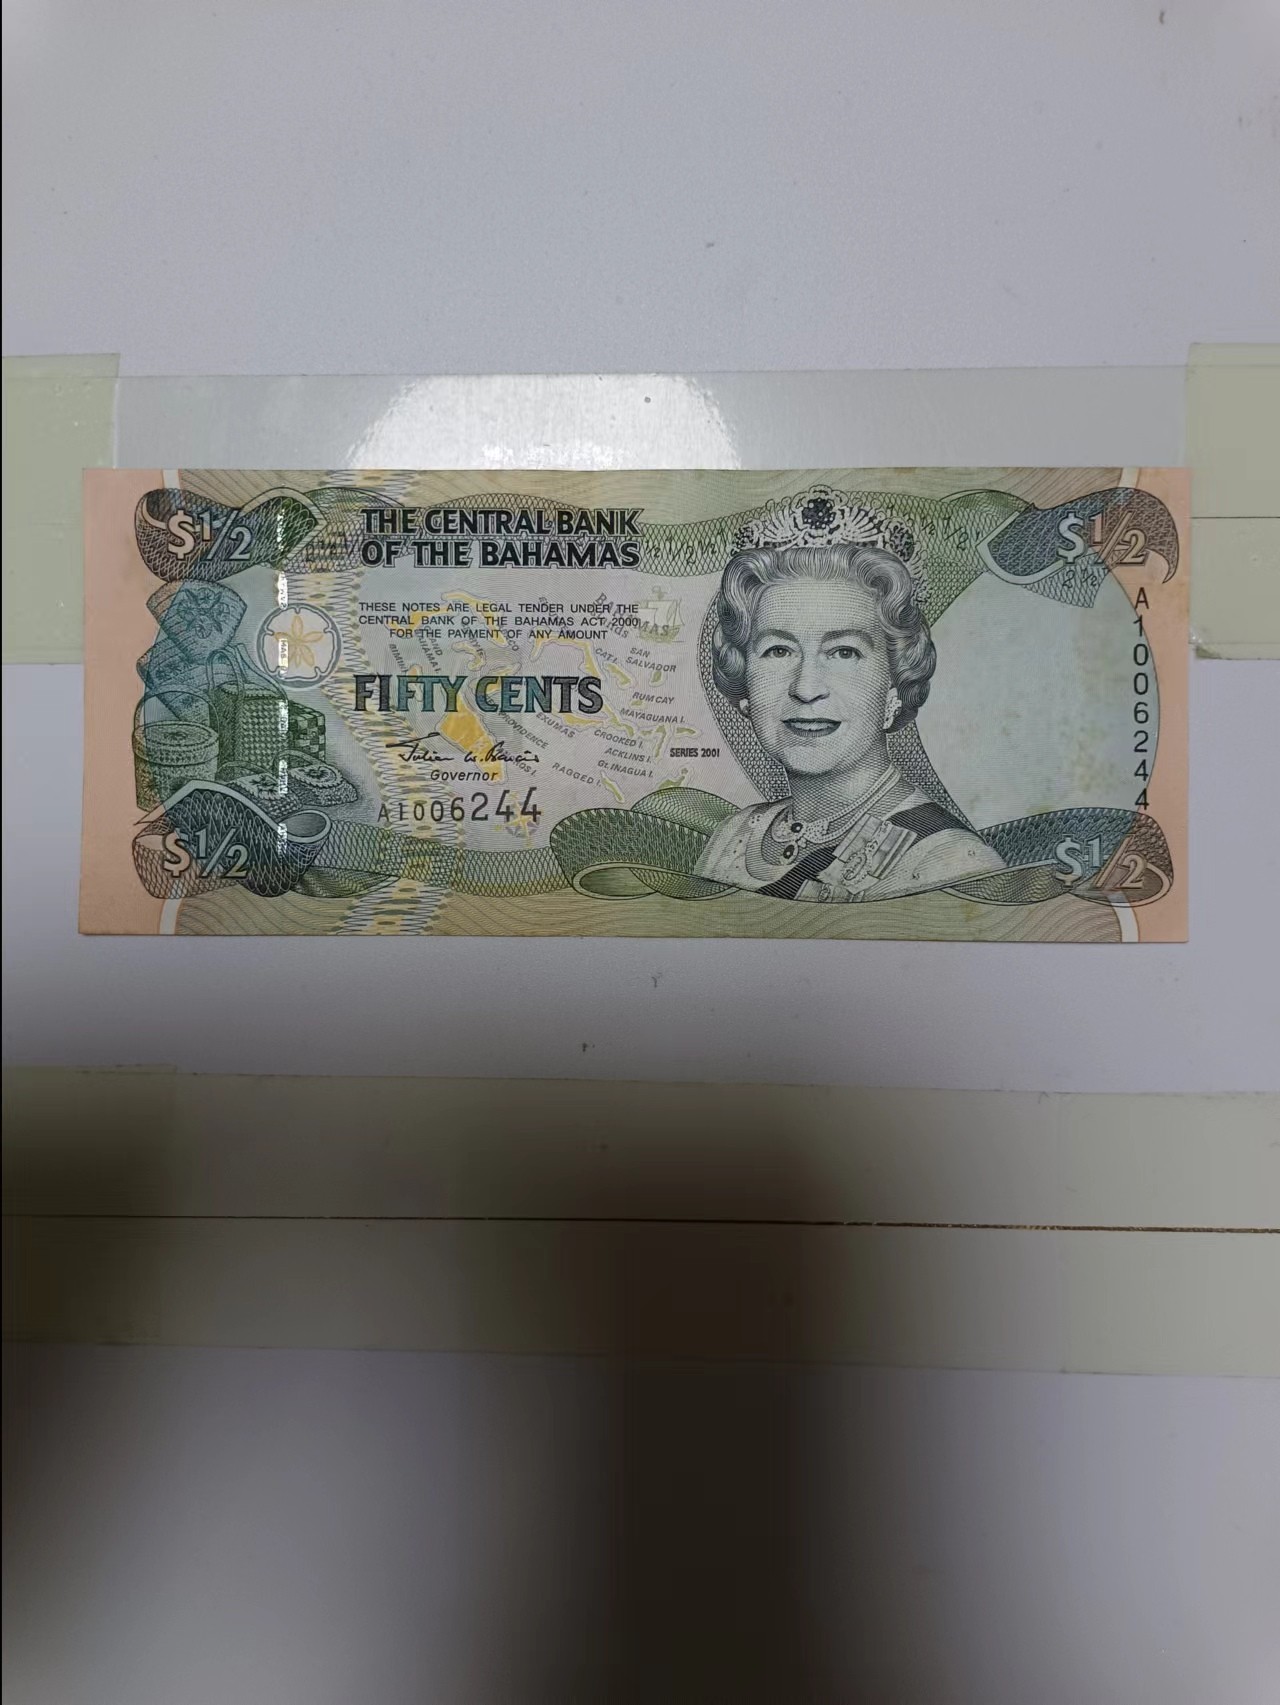 $1/2
THE CENTRAL BANK
OF THE BAHAMAS
$1/2
THESE NOTES ARE LEGAL TENDER UNDER THE
CENTRAL BANK OF THE BAHAMAS ACT 2000
FOR THE PAYMENT OF ANY AMOUNT
FIFTY CENTS
SAN
SALVADOR
CAT I.
RUM CAY
MAYAGUANA I.
EXUMAS
CROOKED I.
ACKLINS I.
Gt. INAGUA I.
RAGGED I.
SERIES 2001
Governor
A1006244
A1006244
$1/2
$1/2